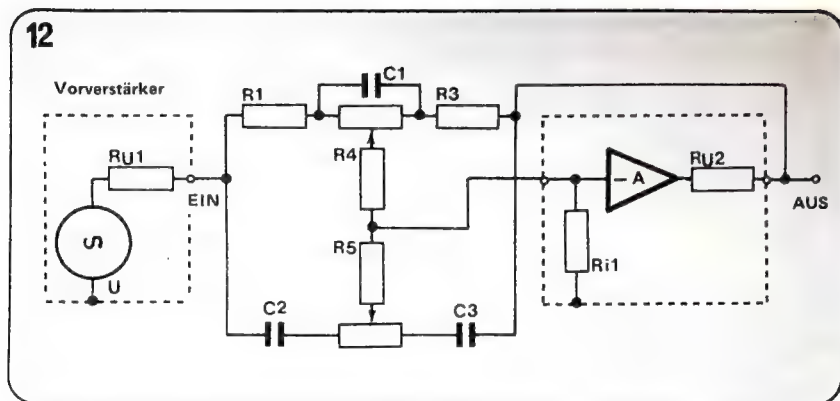 12
C1
Vorverstärker
R1
R3
RU1
R4
– A
RU2
EIN
AUS
R5
Ri1
U
C2
C3